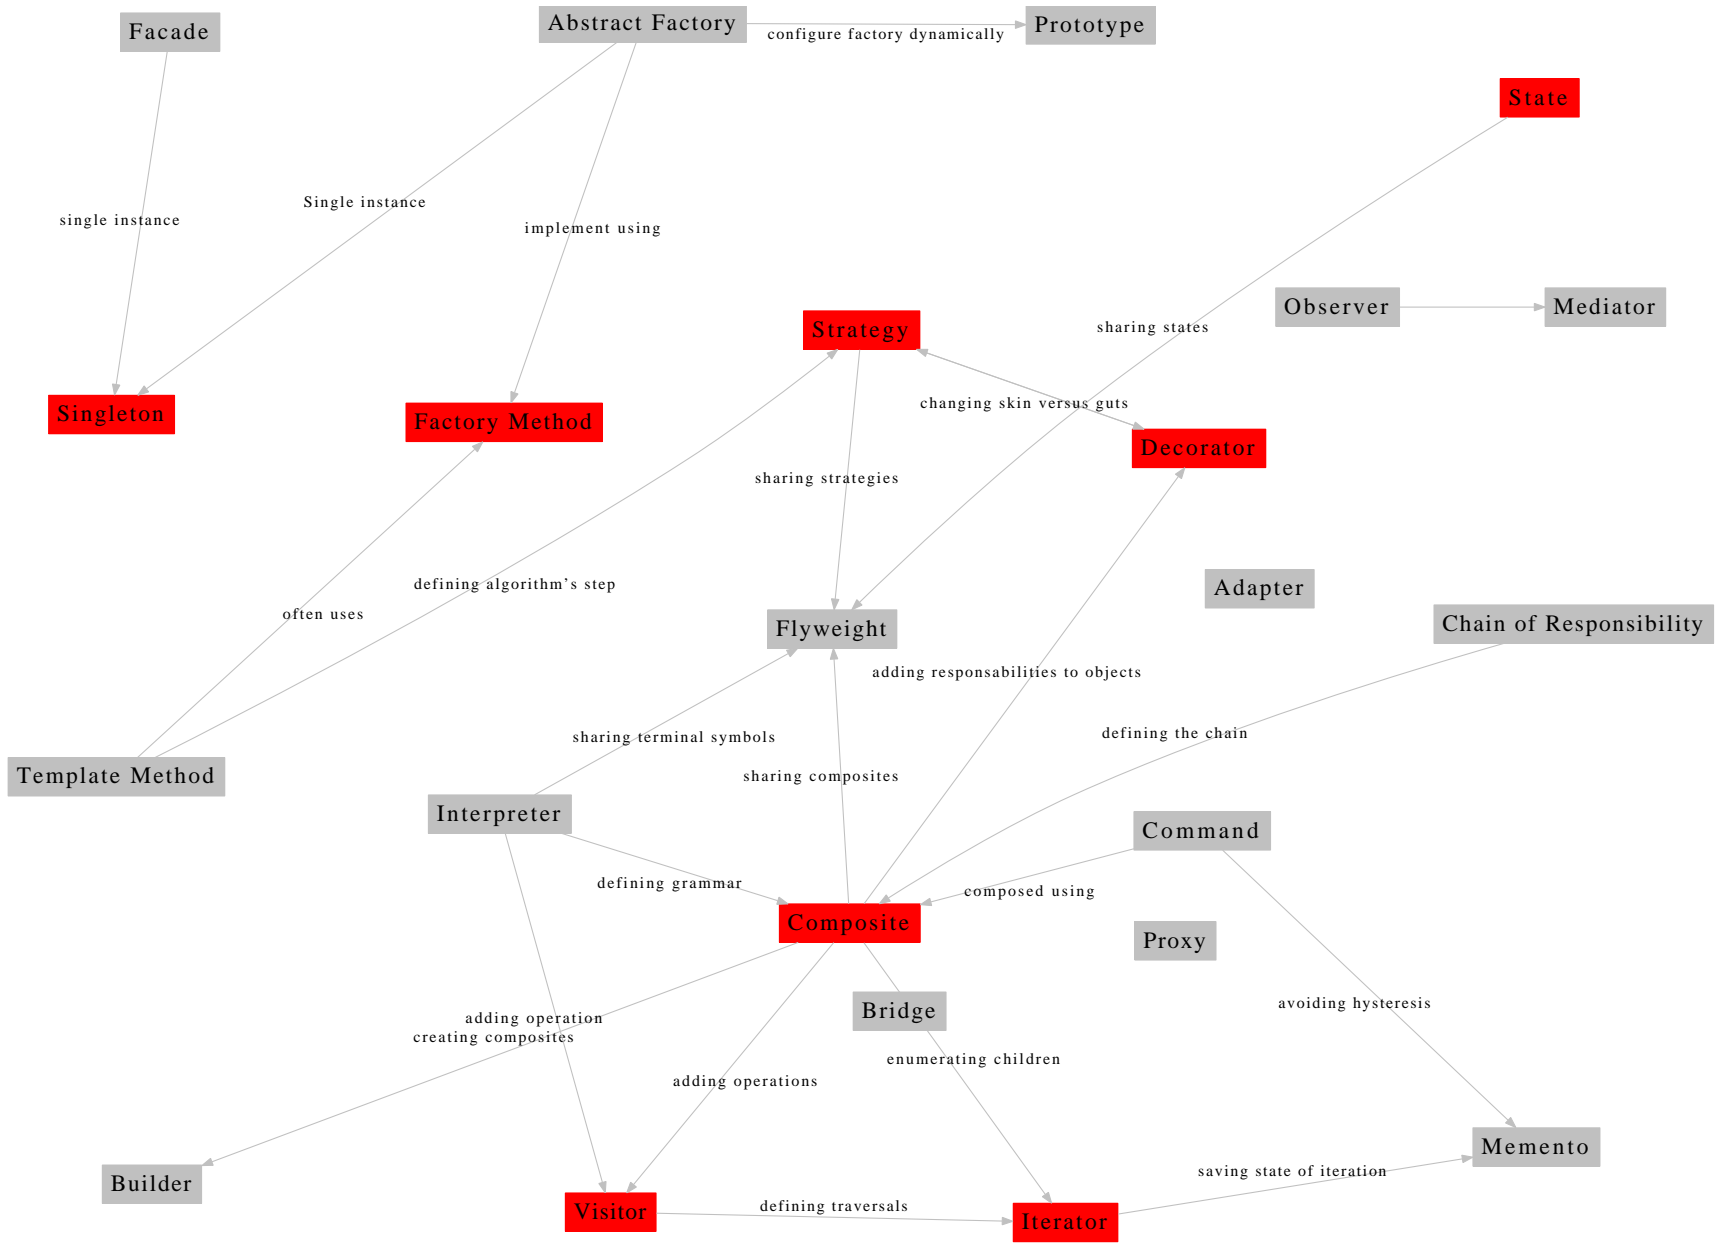 Facade
Abstract Factory
configure factory dynamically
Prototype
State
single instance
Single instance
implement using
Observer
Mediator
Strategy
sharing states
Singleton
Factory Method
changing skin versus guts
Decorator
sharing strategies
defining algorithm's step
often uses
Adapter
Flyweight
Chain of Responsibility
adding responsabilities to objects
sharing terminal symbols
defining the chain
Template Method
sharing composites
Interpreter
Command
defining grammar
composed using
Composite
Proxy
Bridge
avoiding hysteresis
adding operation
creating composites
enumerating children
adding operations
Memento
saving state of iteration
Builder
Visitor
defining traversals
Iterator